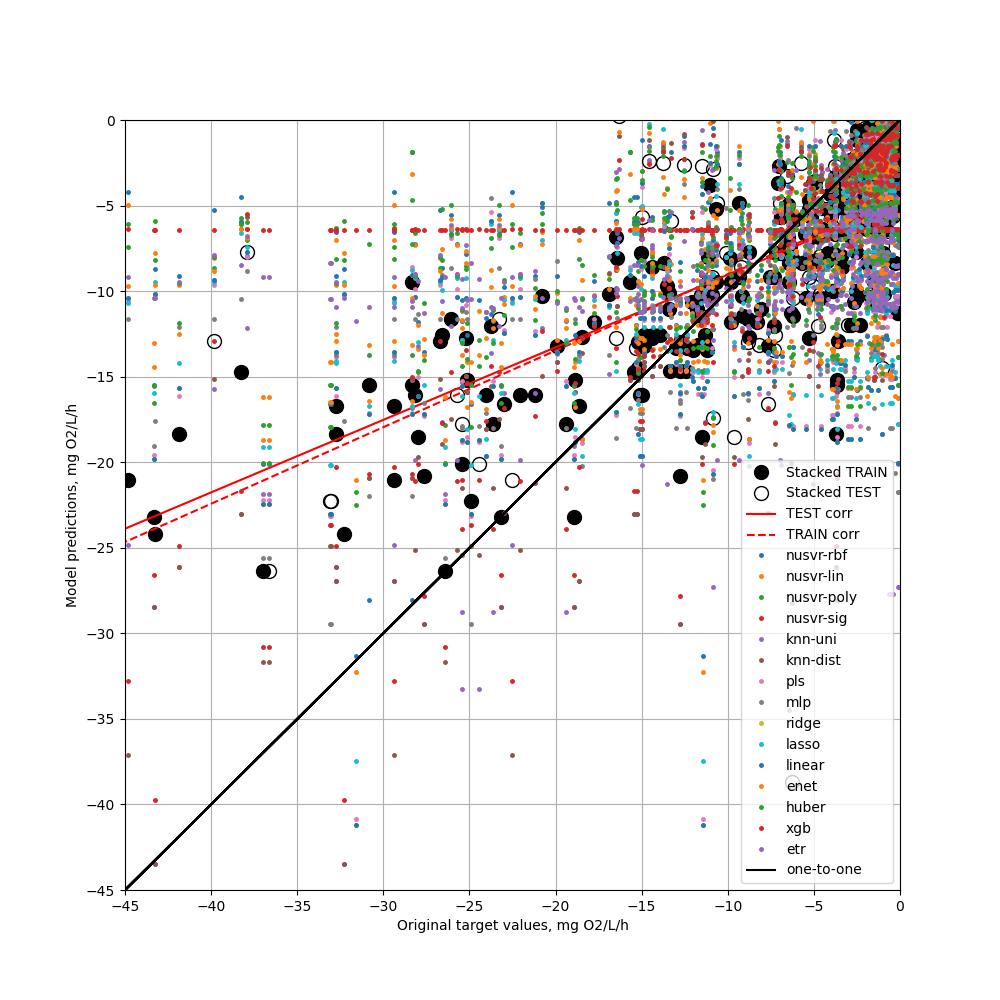 0
−5
−10
−15
−20
−25
−30
−35
−40
−45
Model predictions, mg O2/L/h
−45 −40 −35 −30 −25 −20 −15 −10 −5 0
Original target values, mg O2/L/h
Stacked TRAIN
Stacked TEST
TEST corr
TRAIN corr
nusvr-rbf
nusvr-lin
nusvr-poly
nusvr-sig
knn-uni
knn-dist
pls
mlp
ridge
lasso
linear
enet
huber
xgb
etr
one-to-one